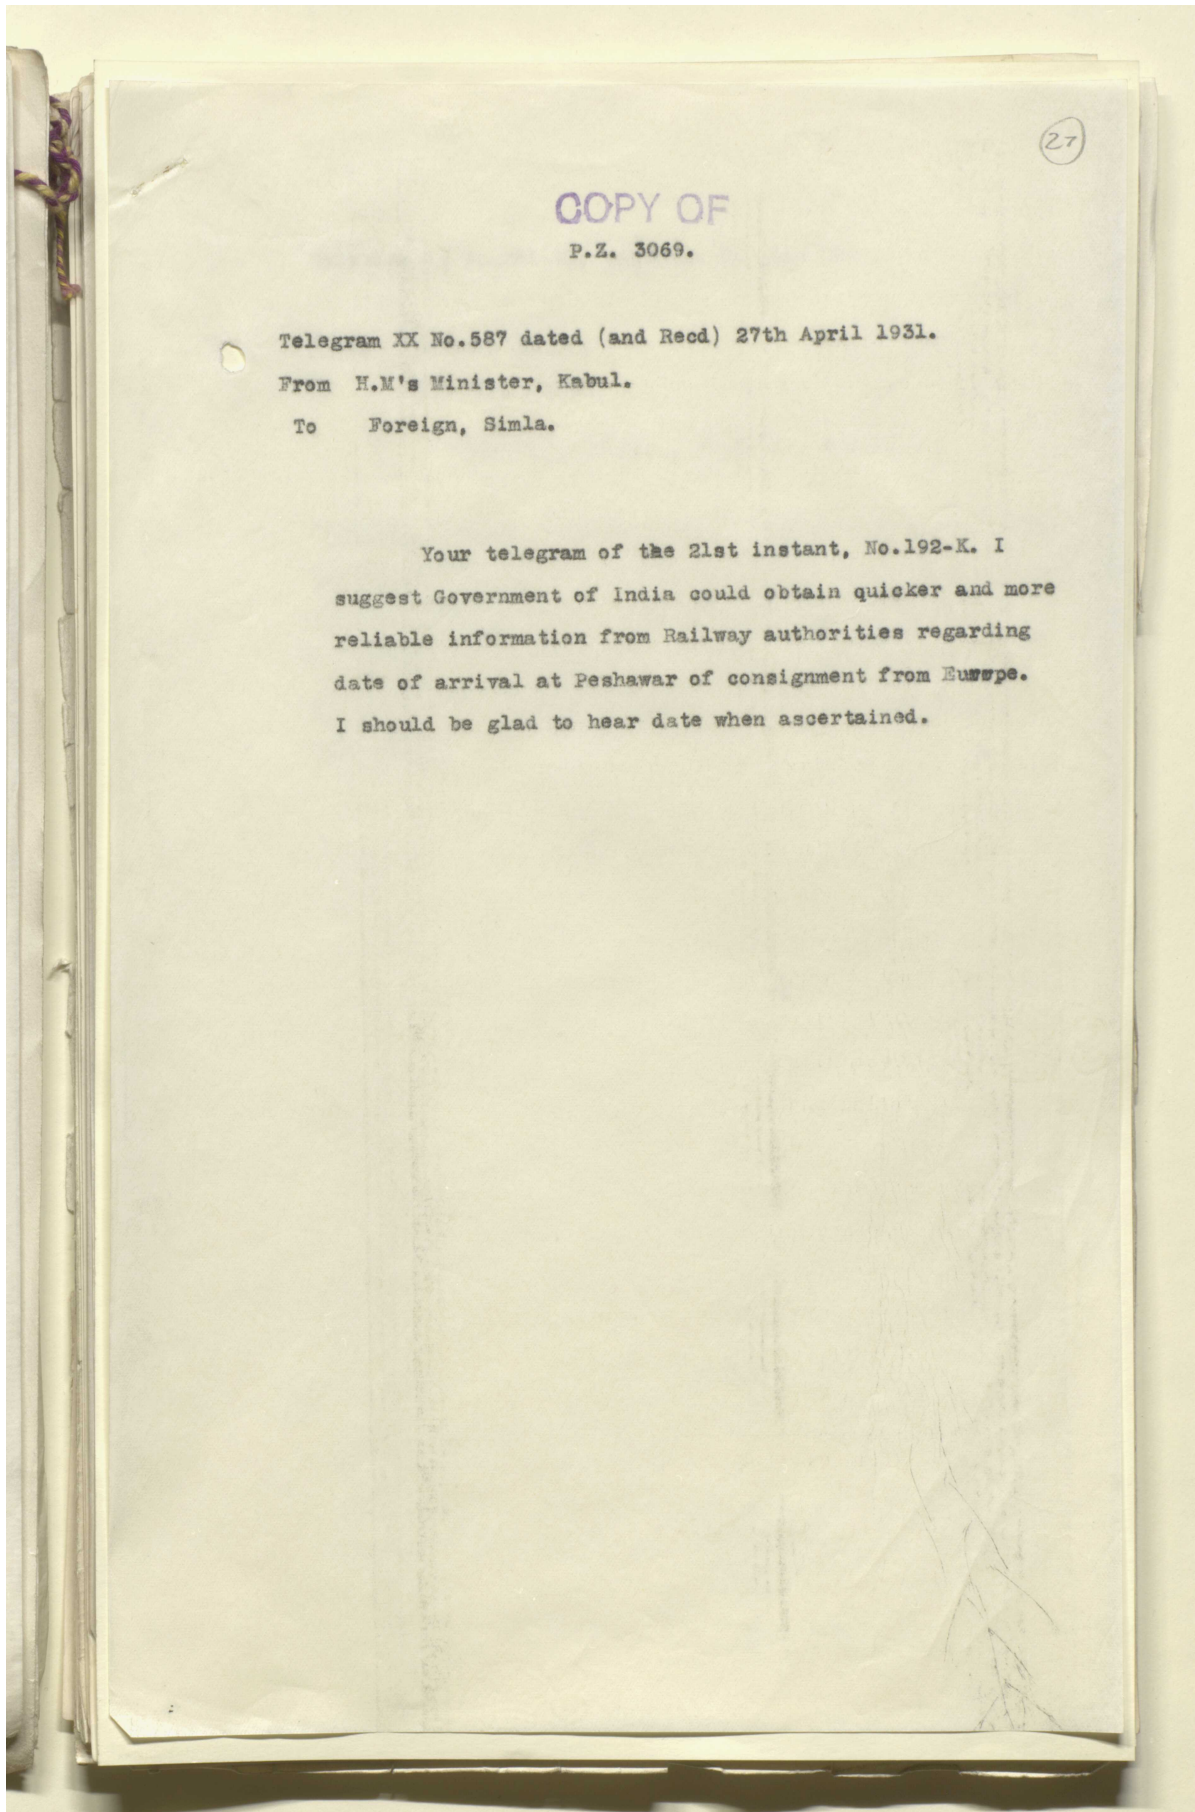 27
COPY OF
P.Z. 3069.
Telegram XX No.587 dated (and Recd) 27th April 1931.
From H.M's Minister, Kabul.
To Foreign, Simla.
Your telegram of the 21st instant, No.192-K. I
suggest Government of India could obtain quicker and more
reliable information from Railway authorities regarding
date of arrival at Peshawar of consignment from Europe.
I should be glad to hear date when ascertained.